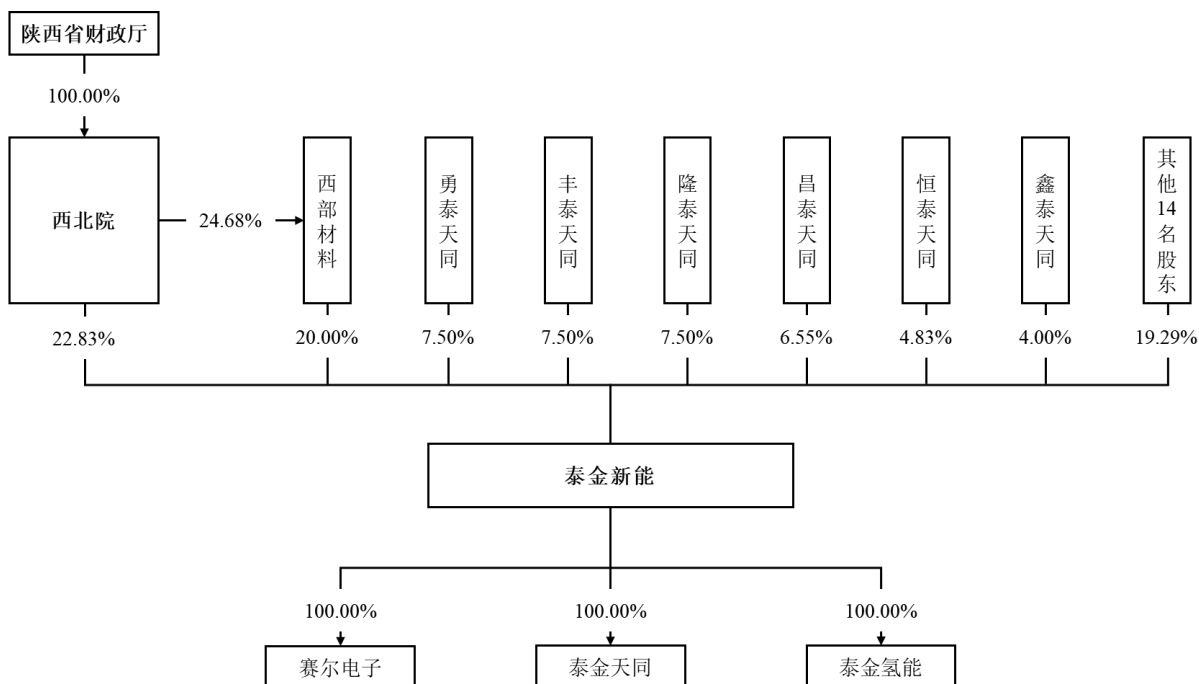 陕西省财政厅
100.00%
西北院
24.68%
西部材料
勇泰天同
丰泰天同
隆泰天同
昌泰天同
恒泰天同
鑫泰天同
其他14名股东
22.83%
20.00%
7.50%
7.50%
7.50%
6.55%
4.83%
4.00%
19.29%
泰金新能
100.00%
100.00%
100.00%
赛尔电子
泰金天同
泰金氢能